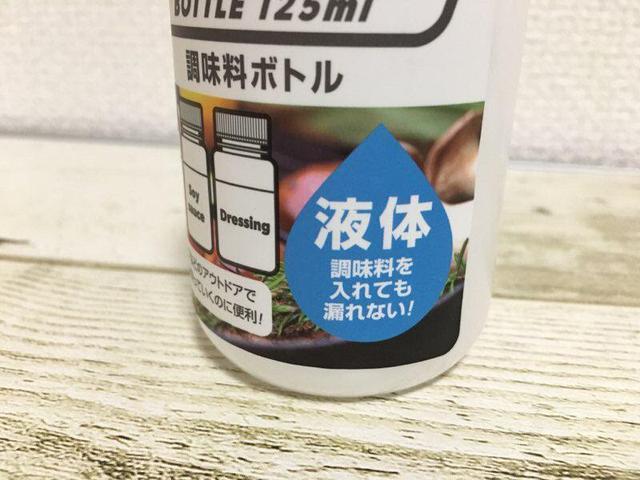 BOTTLE 125ml
調味料ボトル
Soy
sauce
Dressing
液体
調味料を
入れても
漏れない!
のアウトドアで
ていくのに便利!